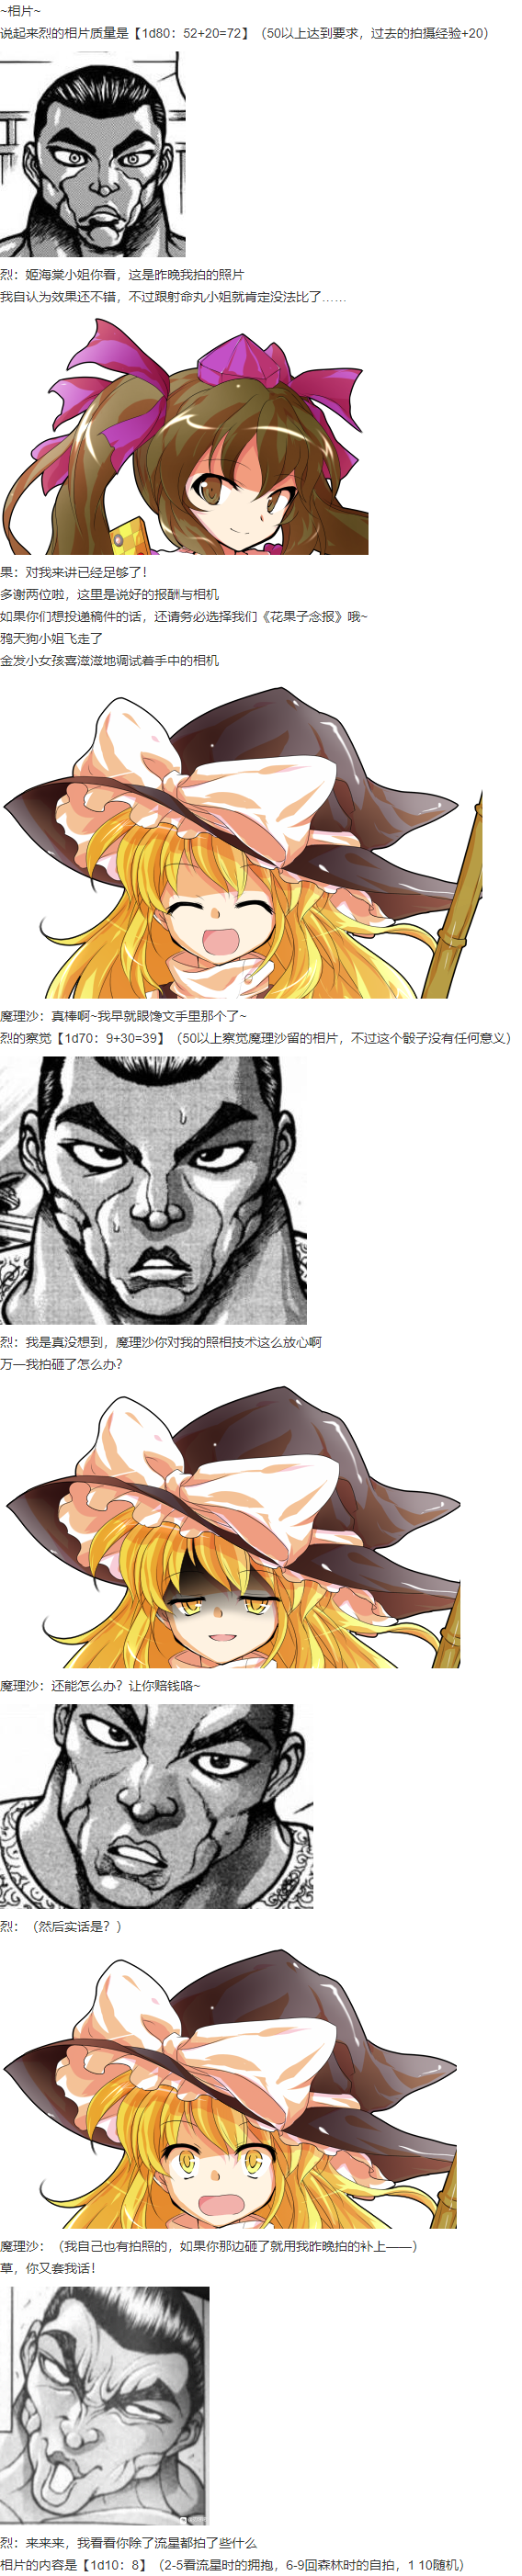 ~相片~
说起来烈的相片质量是【1d80：52+20=72】（50以上达到要求，过去的拍摄经验+20）
烈：姬海棠小姐你看，这是昨晚我拍的照片
我自认为效果还不错，不过跟射命丸小姐就肯定没法比了……
果：对我来讲已经足够了！
多谢两位啦，这里是说好的报酬与相机
如果你们想投递稿件的话，还请务必选择我们《花果子念报》哦~
鸦天狗小姐飞走了
金发小女孩喜滋滋地调试着手中的相机
魔理沙：真棒啊~我早就眼馋文手里那个了~
烈的察觉【1d70：9+30=39】（50以上察觉魔理沙留的相片，不过这个骰子没有任何意义）
烈：我是真没想到，魔理沙你对我的照相技术这么放心啊
万一我拍砸了怎么办？
魔理沙：还能怎么办？让你赔钱咯~
烈：（然后实话是？）
魔理沙：（我自己也有拍照的，如果你那边砸了就用我昨晚拍的补上——）
草，你又套我话！
烈：来来来，我看看你除了流星都拍了些什么
相片的内容是【1d10：8】（2-5看流星时的拥抱，6-9回森林时的自拍，1 10随机）